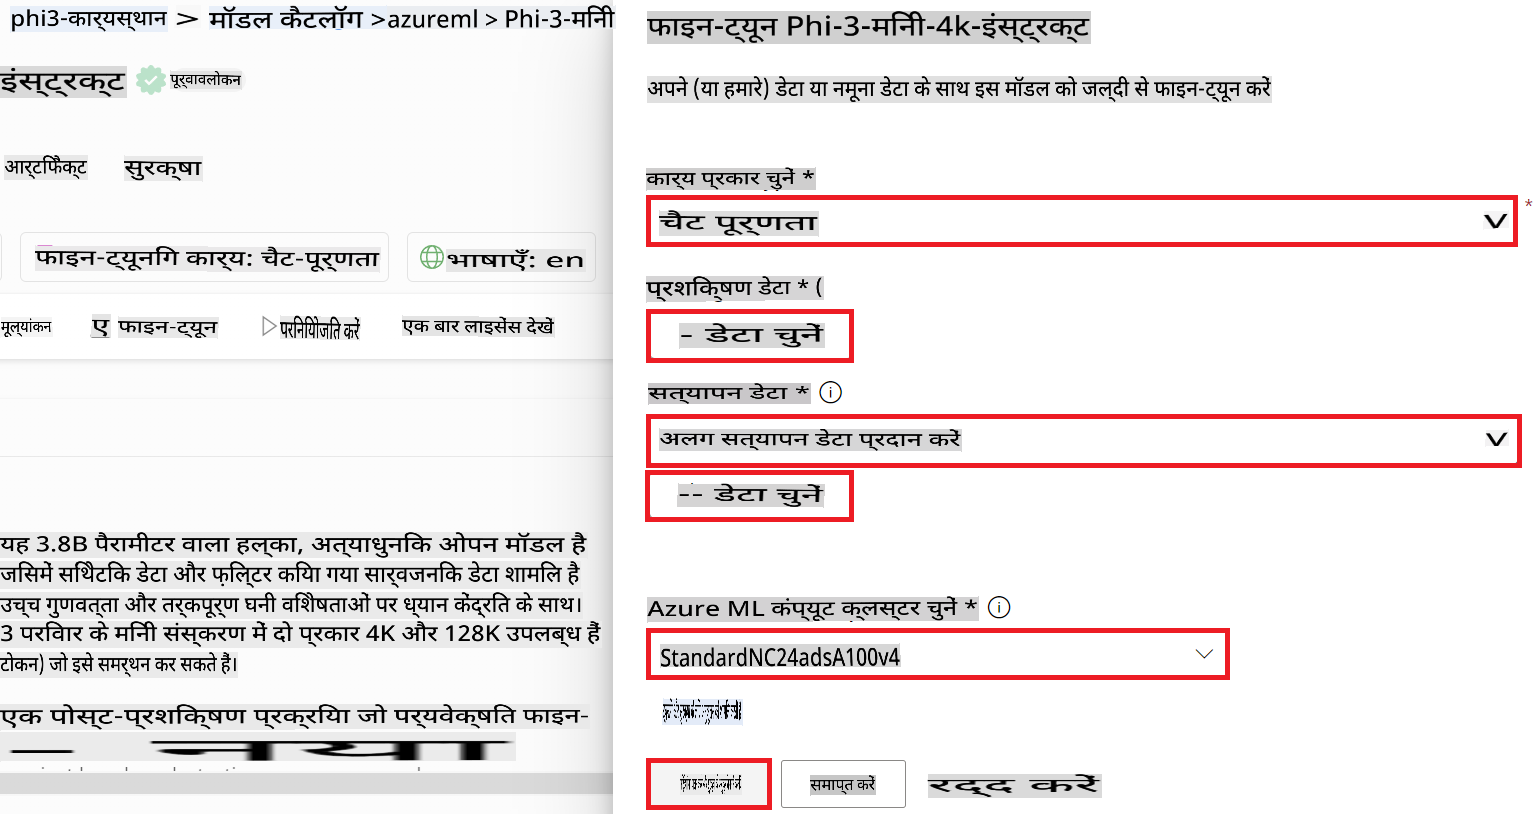 phi3-कार्यस्थान > मॉडल कैटलॉग >azureml > Phi-3-मिनी
इंस्ट्रक्ट पूर्वावलोकन
आर्टिफैक्ट सुरक्षा
फाइन-ट्यूनिंग कार्य: चैट-पूर्णता भाषाएँ: en
मूल्यांकन ए फाइन-ट्यून परिनियोजित करें एक बार लाइसेंस देखें
यह 3.8B पैरामीटर वाला हल्का, अत्याधुनिक ओपन मॉडल है
जिसमें सिंथेटिक डेटा और फ़िल्टर किया गया सार्वजनिक डेटा शामिल है
उच्च गुणवत्ता और तर्कपूर्ण घनी विशेषताओं पर ध्यान केंद्रित के साथ।
3 परिवार के मिनी संस्करण में दो प्रकार 4K और 128K उपलब्ध हैं
टोकन) जो इसे समर्थन कर सकते हैं।
एक पोस्ट-प्रशिक्षण प्रक्रिया जो पर्यवेक्षित फाइन-
– नया
फाइन-ट्यून Phi-3-मिनी-4k-इंस्ट्रक्ट
अपने (या हमारे) डेटा या नमूना डेटा के साथ इस मॉडल को जल्दी से फाइन-ट्यून करें
कार्य प्रकार चुनें *
चैट पूर्णता
*
प्रशिक्षण डेटा * (
- डेटा चुनें
सत्यापन डेटा *
अलग सत्यापन डेटा प्रदान करें
-- डेटा चुनें
Azure ML कंप्यूट क्लस्टर चुनें *
StandardNC24adsA100v4
समाप्त करें रद्द करें